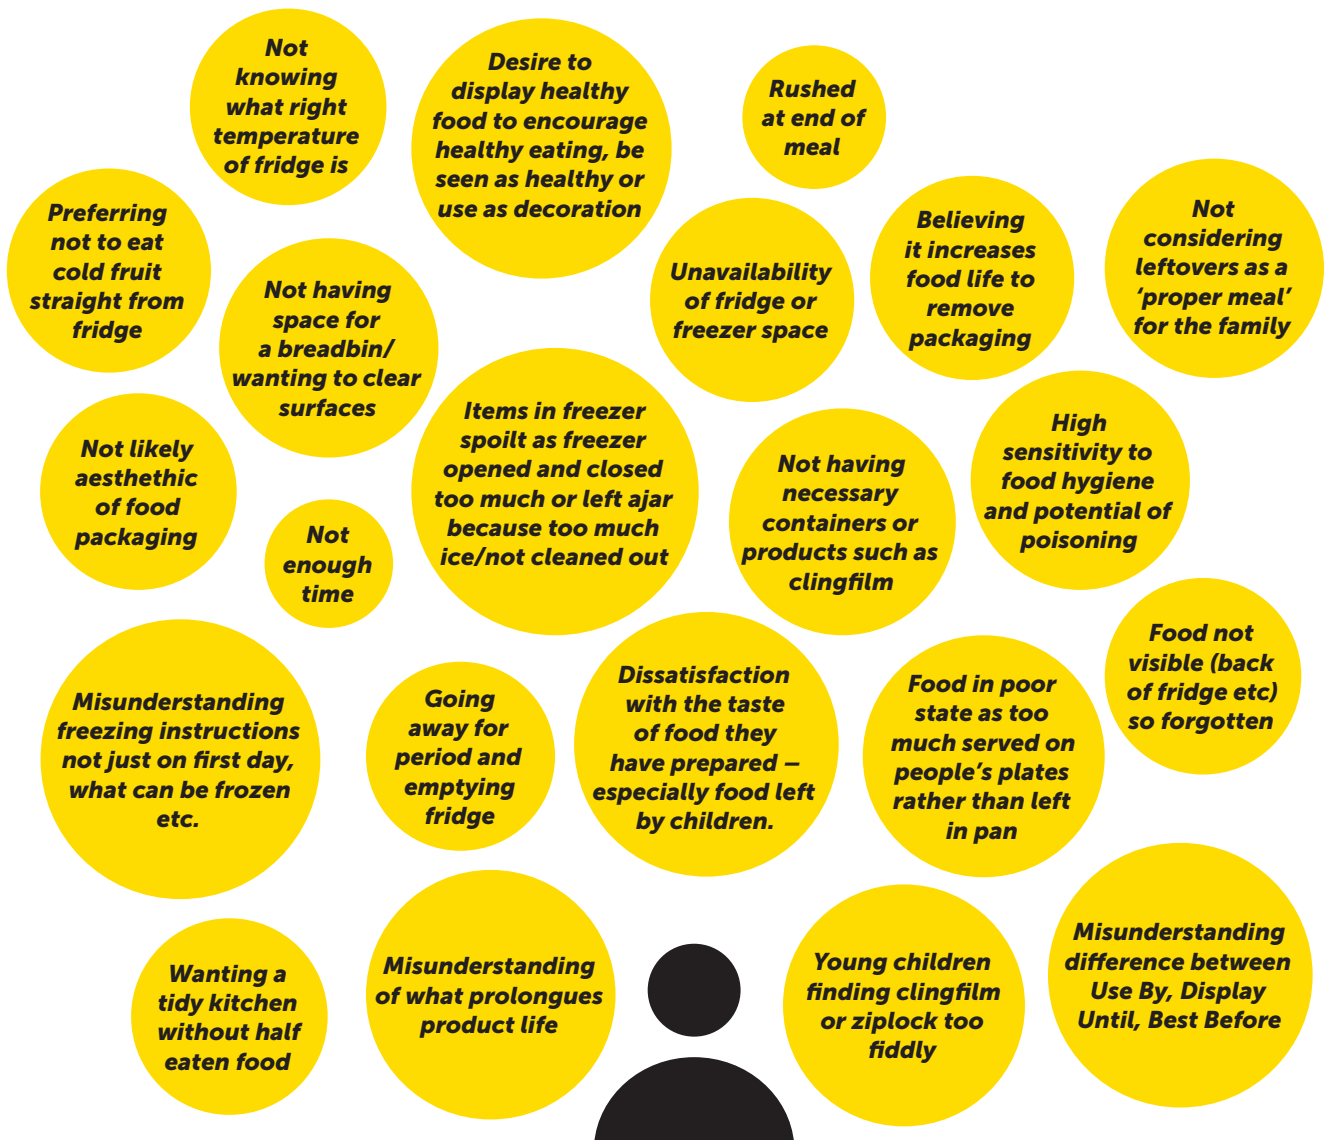 Not
knowing
what right
temperature
of fridge is
Desire to
display healthy
food to encourage
healthy eating, be
seen as healthy or
use as decoration
Rushed
at end of
meal
Preferring
not to eat
cold fruit
straight from
fridge
Not having
space for
a breadbin/
wanting to clear
surfaces
Unavailability
of fridge or
freezer space
Believing
it increases
food life to
remove
packaging
Not
considering
leftovers as a
‘proper meal’
for the family
Not likely
aesthethic
of food
packaging
Not
enough
time
Items in freezer
spoilt as freezer
opened and closed
too much or left ajar
because too much
ice/not cleaned out
Not having
necessary
containers or
products such as
clingfilm
High
sensitivity to
food hygiene
and potential of
poisoning
Misunderstanding
freezing instructions
not just on first day,
what can be frozen
etc.
Going
away for
period and
emptying
fridge
Dissatisfaction
with the taste
of food they
have prepared –
especially food left
by children.
Food in poor
state as too
much served on
people’s plates
rather than left
in pan
Food not
visible (back
of fridge etc)
so forgotten
Wanting a
tidy kitchen
without half
eaten food
Misunderstanding
of what prolongues
product life
Young children
finding clingfilm
or ziplock too
fiddly
Misunderstanding
difference between
Use By, Display
Until, Best Before